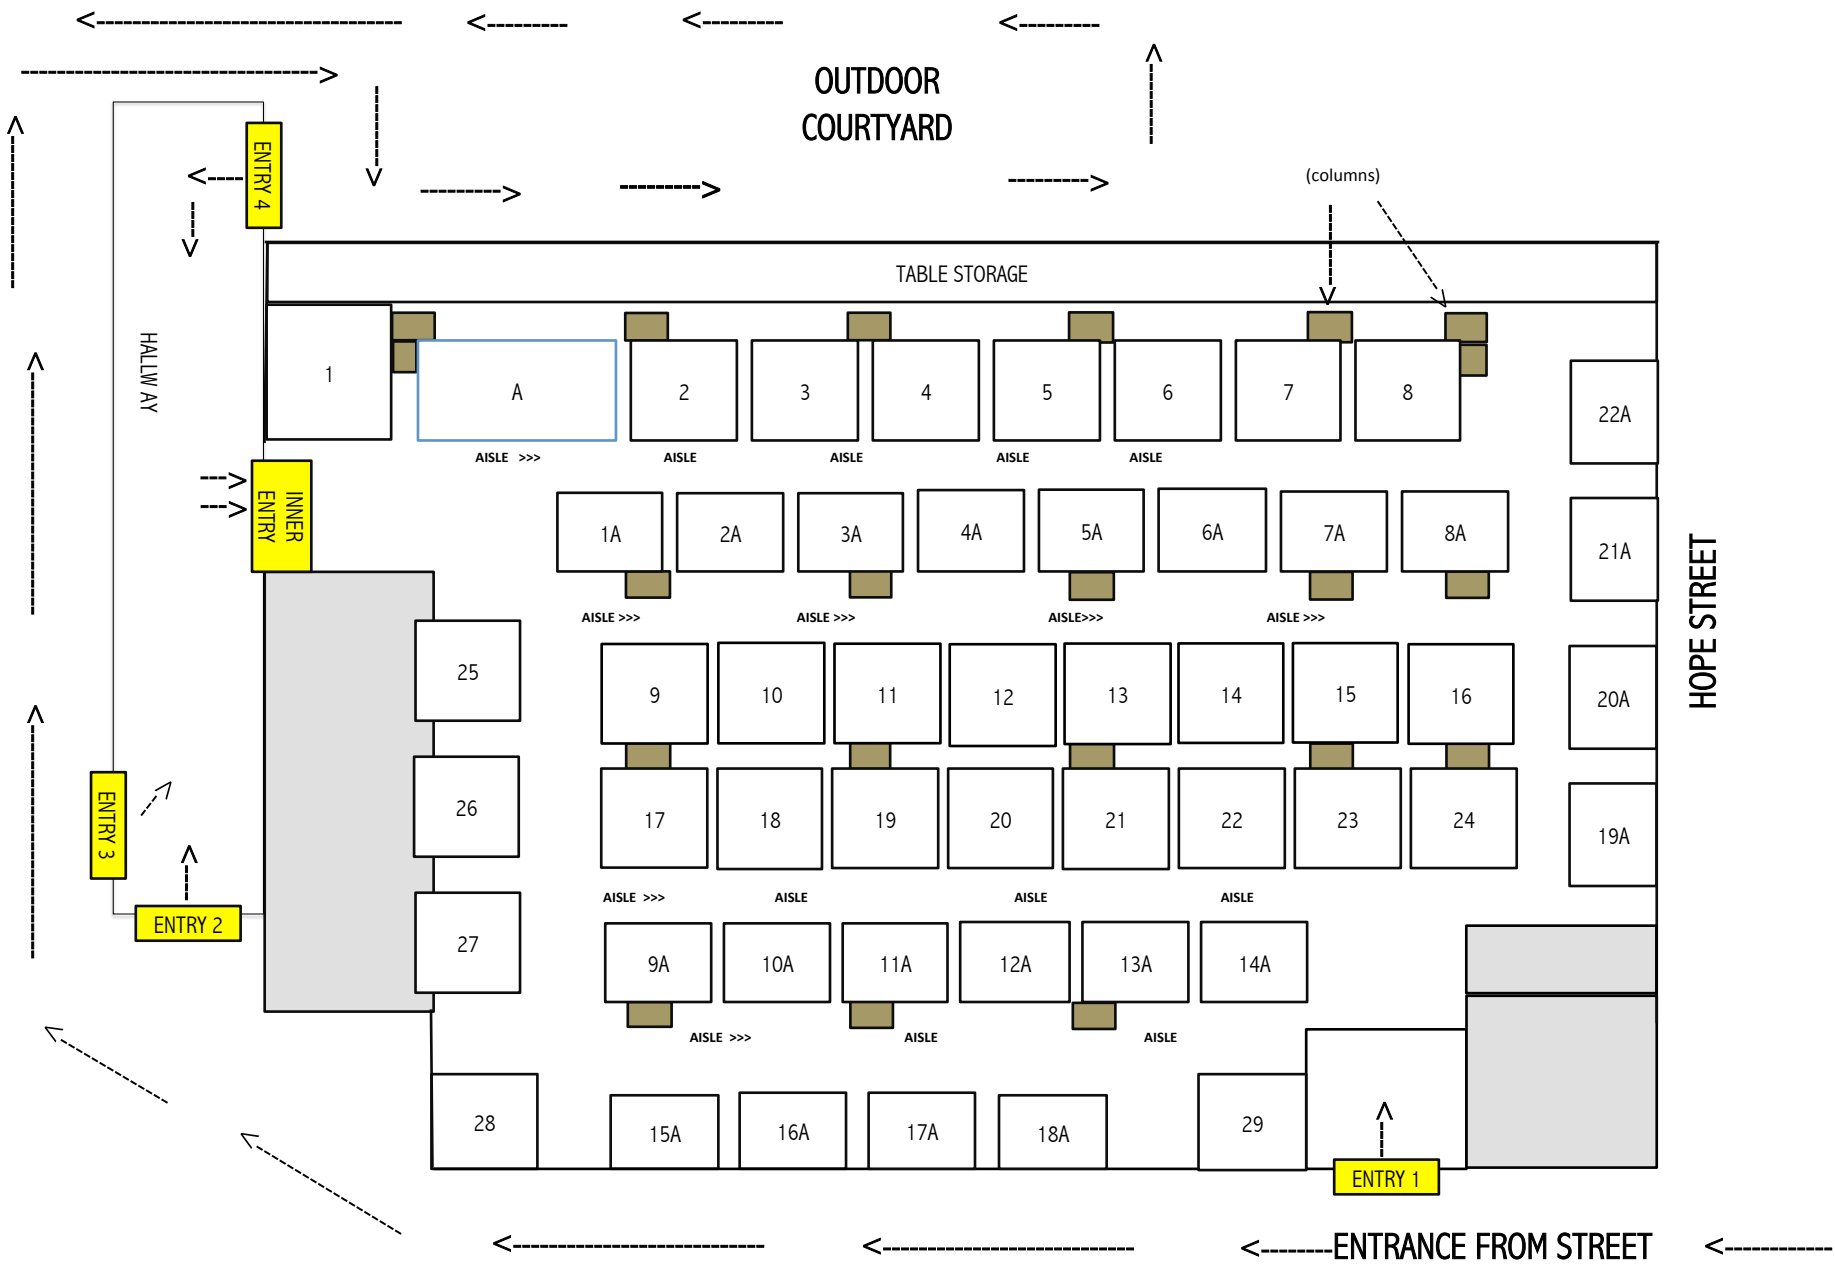 OUTDOOR
COURTYARD
(columns)
ENTRY 4
TABLE STORAGE
HALLW AY
1
A
2
3
4
5
6
7
8
22A
AISLE >>>
AISLE
AISLE
AISLE
AISLE
INNER
ENTRY
1A
2A
3A
4A
5A
6A
7A
8A
21A
HOPE STREET
AISLE >>>
AISLE >>>
AISLE>>>
AISLE >>>
25
9
10
11
12
13
14
15
16
20A
26
17
18
19
20
21
22
23
24
19A
ENTRY 3
AISLE >>>
AISLE
AISLE
AISLE
ENTRY 2
27
9A
10A
11A
12A
13A
14A
AISLE >>>
AISLE
AISLE
28
15A
16A
17A
18A
29
ENTRY 1
ENTRANCE FROM STREET